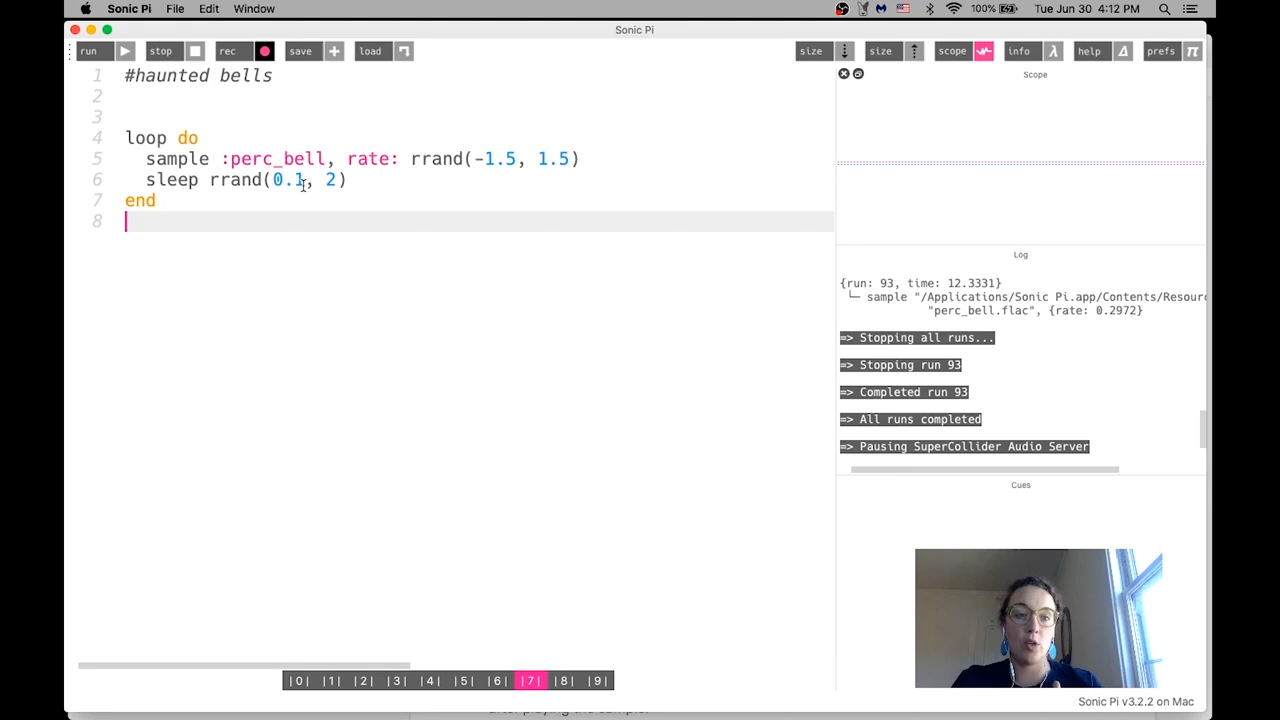 Sonic Pi File Edit Window 100% Tue Jun 30 4:12 PM
Sonic Pi
run stop rec save + load size size scope info λ help Δ prefs π
1 #haunted bells
2
3
4 loop do
5 sample :perc_bell, rate: rrand(-1.5, 1.5)
6 sleep rrand(0.1, 2)
7 end
8
Scope
Log
{run: 93, time: 12.3331}
└─ sample "/Applications/Sonic Pi.app/Contents/Resour
"perc_bell.flac", {rate: 0.2972}
=> Stopping all runs...
=> Stopping run 93
=> Completed run 93
=> All runs completed
=> Pausing SuperCollider Audio Server
Cues
|0| |1| |2| |3| |4| |5| |6| |7| |8| |9|
Sonic Pi v3.2.2 on Mac
after playing the sample.